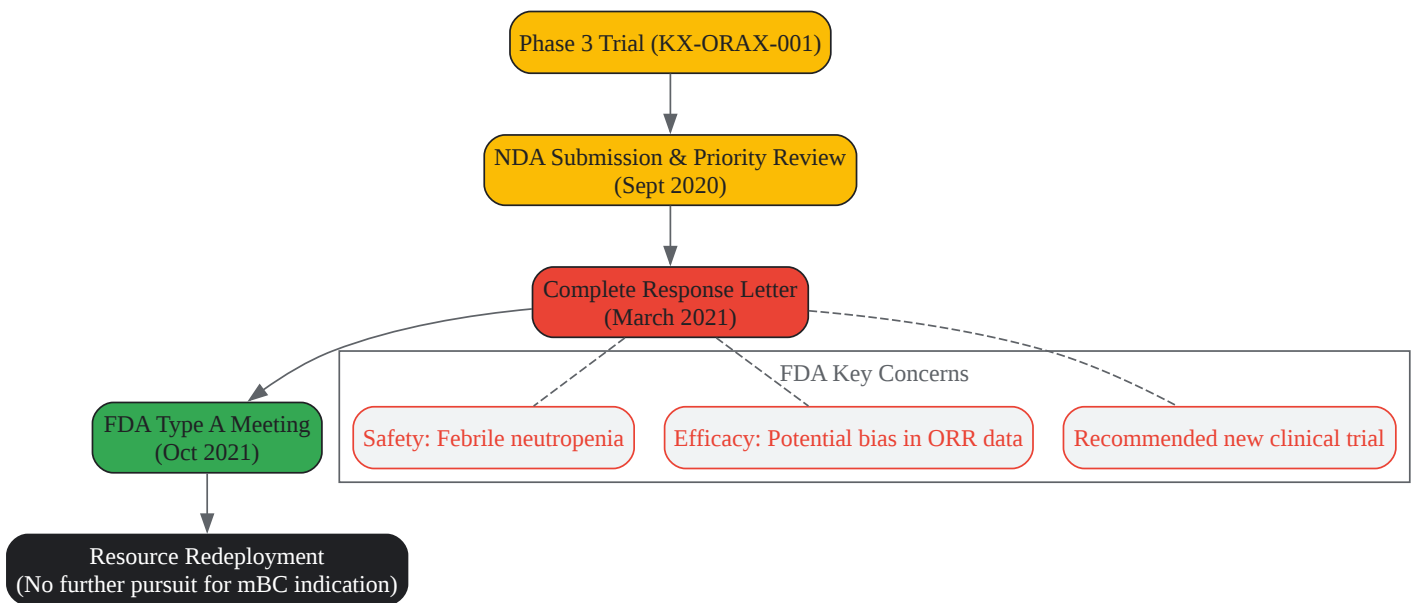 Phase 3 Trial (KX-ORAX-001)
NDA Submission & Priority Review
(Sept 2020)
Complete Response Letter
(March 2021)
FDA Key Concerns
FDA Type A Meeting
(Oct 2021)
Safety: Febrile neutropenia
Efficacy: Potential bias in ORR data
Recommended new clinical trial
Resource Redeployment
(No further pursuit for mBC indication)